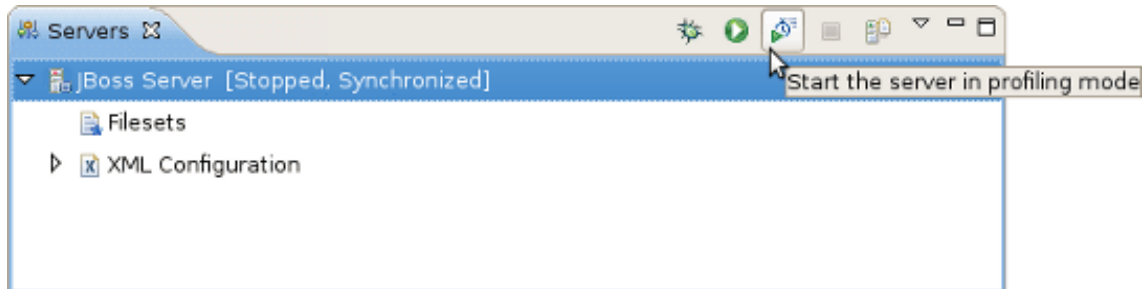 Servers
JBoss Server [Stopped, Synchronized]
Start the server in profiling mode
Filesets
XML Configuration